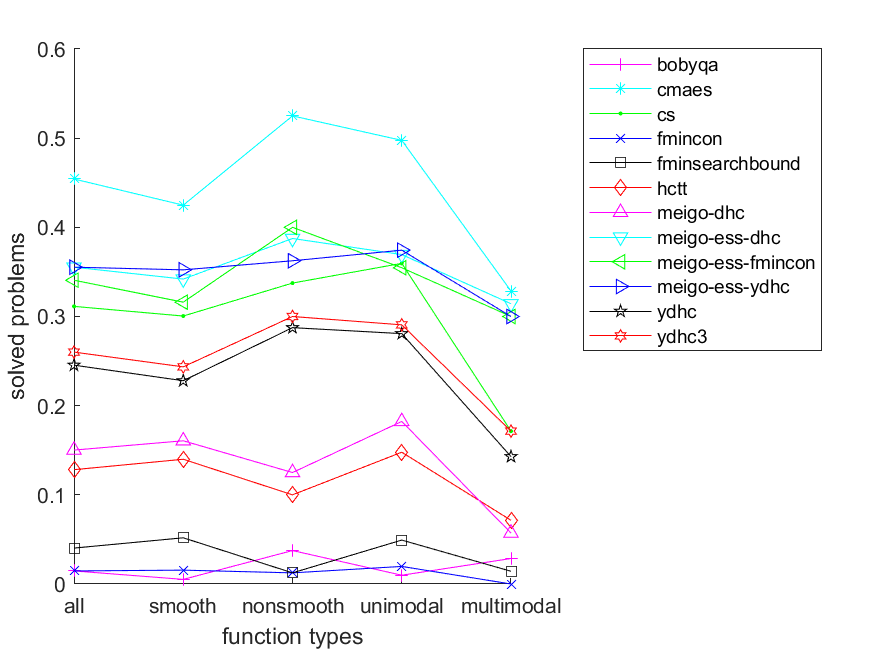 0.6
0.5
0.4
0.3
0.2
0.1
0
solved problems
all smooth nonsmooth unimodal multimodal
function types
bobyqa
cmaes
cs
fmincon
fminsearchbound
hctt
meigo-dhc
meigo-ess-dhc
meigo-ess-fmincon
meigo-ess-ydhc
ydhc
ydhc3